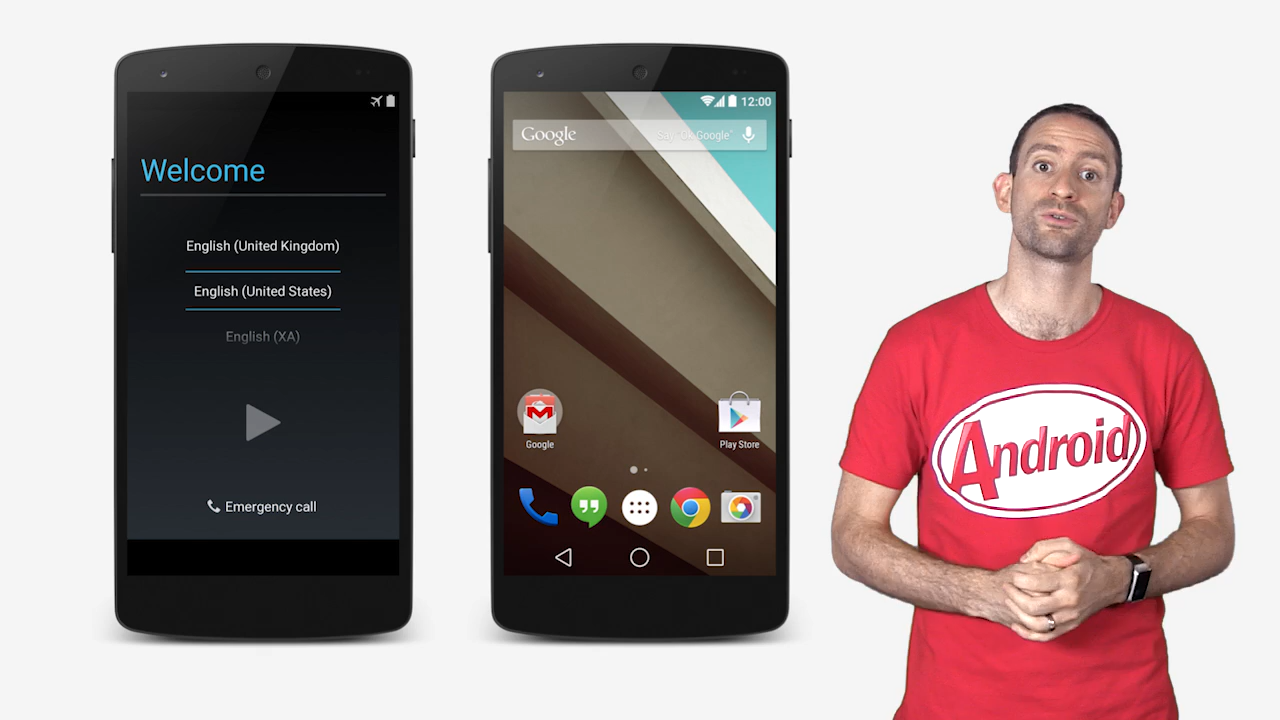 Welcome
English (United Kingdom)
English (United States)
English (XA)
Emergency call
12:00
Google
Say "Ok Google"
Google
Play Store
Android